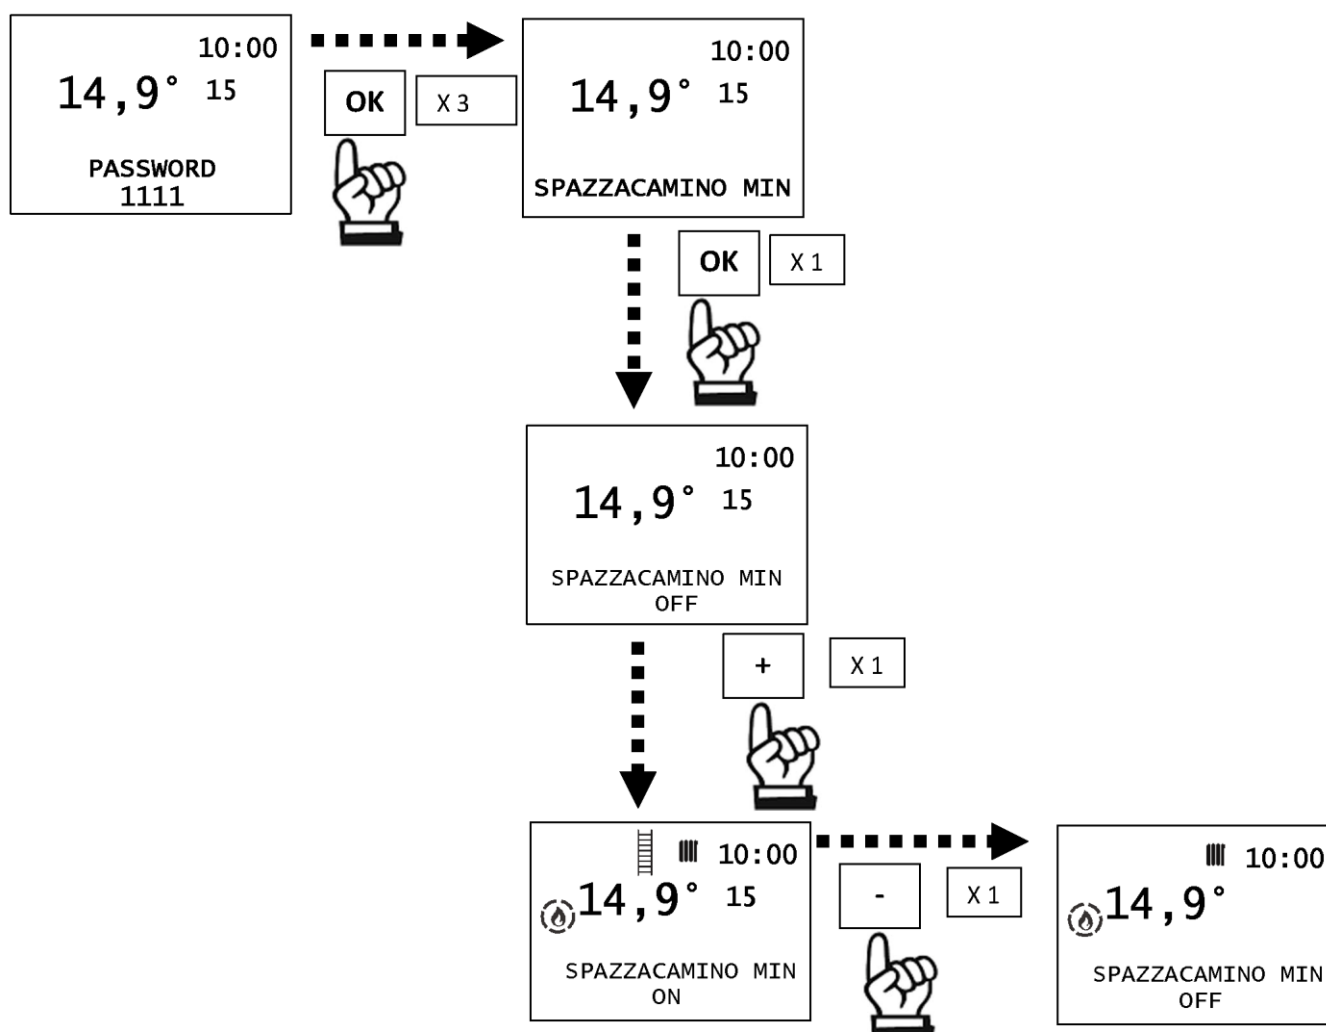 10:00
14,9° 15
PASSWORD
1111
OK
X 3
10:00
14,9° 15
SPAZZACAMINO MIN
OK
X 1
10:00
14,9° 15
SPAZZACAMINO MIN
OFF
+
X 1
10:00
14,9° 15
SPAZZACAMINO MIN
ON
-
X 1
10:00
14,9°
SPAZZACAMINO MIN
OFF